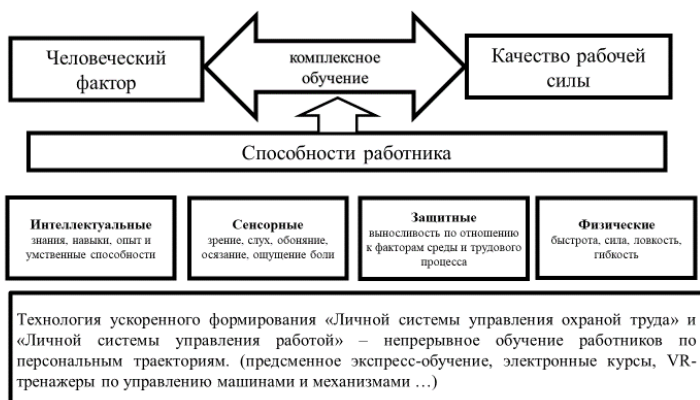 Человеческий
фактор
комплексное
обучение
Качество рабочей
силы
Способности работника
Интеллектуальные
знания, навыки, опыт и
умственные способности
Сенсорные
зрение, слух, обоняние,
осязание, ощущение боли
Защитные
выносливость по отношению
к факторам среды и трудового
процесса
Физические
быстрота, сила, ловкость,
гибкость
Технология ускоренного формирования «Личной системы управления охраной труда» и
«Личной системы управления работой» – непрерывное обучение работников по
персональным траекториям. (предсменное экспресс-обучение, электронные курсы, VR-
тренажеры по управлению машинами и механизмами …)